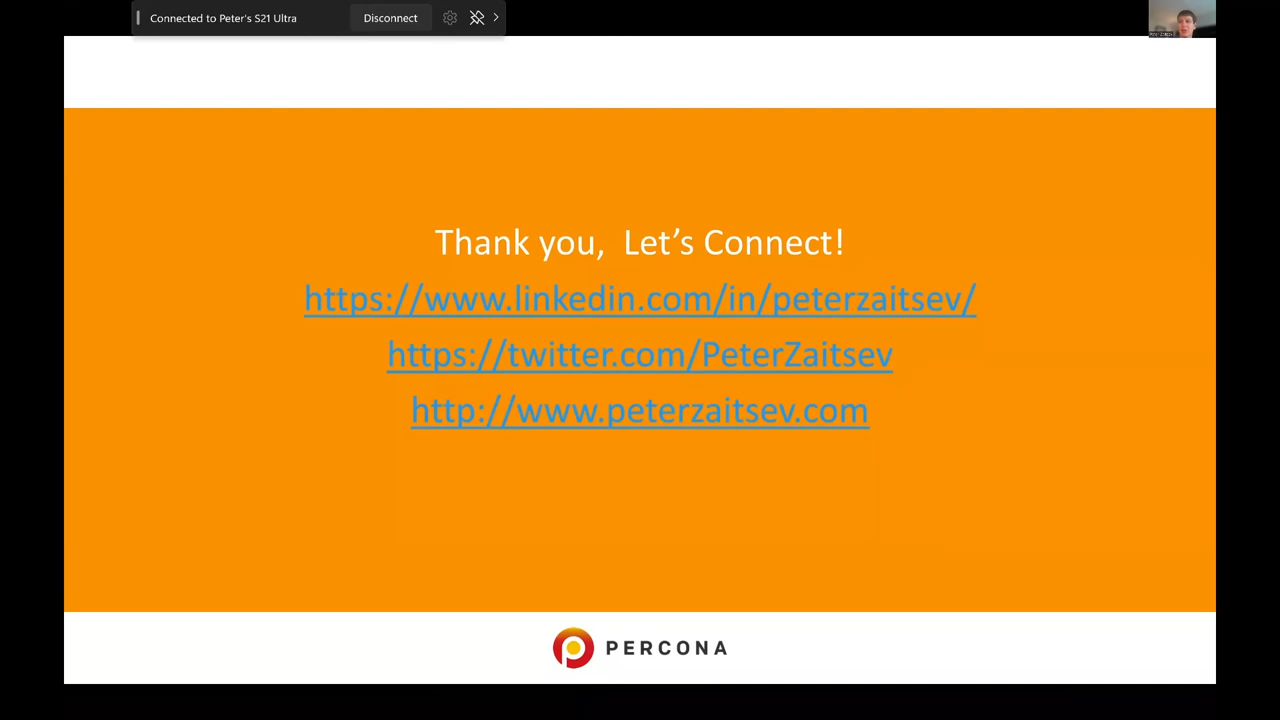 Connected to Peter's S21 Ultra
Disconnect
Thank you,  Let's Connect!
https://www.linkedin.com/in/peterzaitsev/
https://twitter.com/PeterZaitsev
http://www.peterzaitsev.com
PERCONA